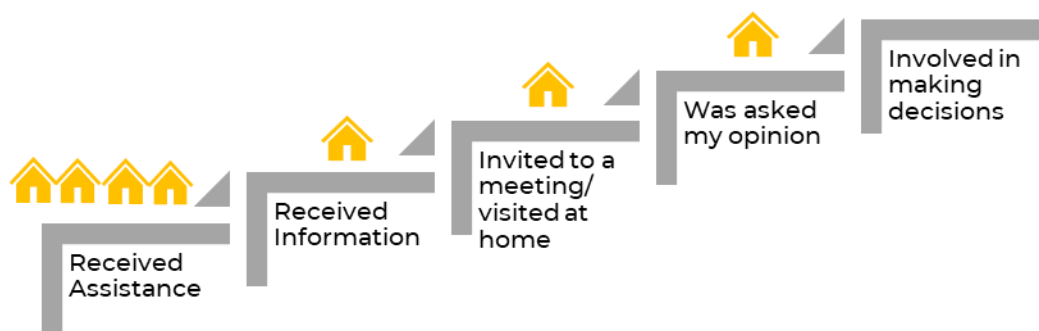 Received
Assistance
Received
Information
Invited to a
meeting/
visited at
home
Was asked
my opinion
Involved in
making
decisions